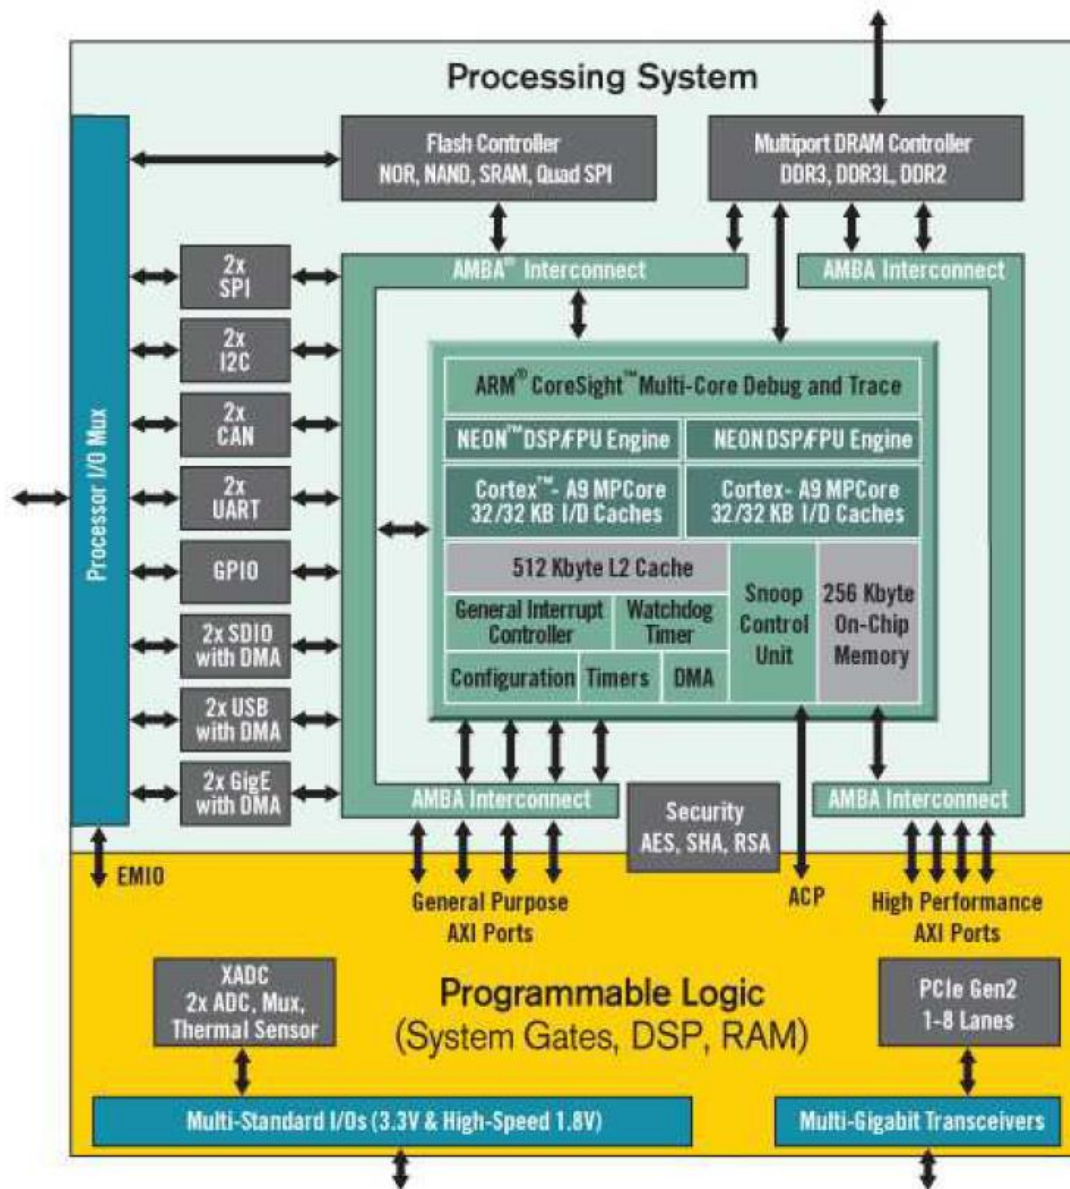 Processing System
Flash Controller
NOR, NAND, SRAM, Quad SPI
Multiport DRAM Controller
DDR3, DDR3L, DDR2
Processor I/O Mux
2x
SPI
2x
I2C
2x
CAN
2x
UART
GPIO
2x SDIO
with DMA
2x USB
with DMA
2x GigE
with DMA
AMBA® Interconnect
AMBA Interconnect
ARM® CoreSight™ Multi-Core Debug and Trace
NEON™ DSP/FPU Engine
NEON DSP/FPU Engine
Cortex™- A9 MPCore
32/32 KB I/D Caches
Cortex- A9 MPCore
32/32 KB I/D Caches
512 Kbyte L2 Cache
General Interrupt
Controller
Watchdog
Timer
Configuration
Timers
DMA
Snoop
Control
Unit
256 Kbyte
On-Chip
Memory
AMBA Interconnect
Security
AES, SHA, RSA
AMBA Interconnect
EMIO
General Purpose
AXI Ports
ACP
High Performance
AXI Ports
XADC
2x ADC, Mux,
Thermal Sensor
Programmable Logic
(System Gates, DSP, RAM)
PCIe Gen2
1-8 Lanes
Multi-Standard I/Os (3.3V & High-Speed 1.8V)
Multi-Gigabit Transceivers